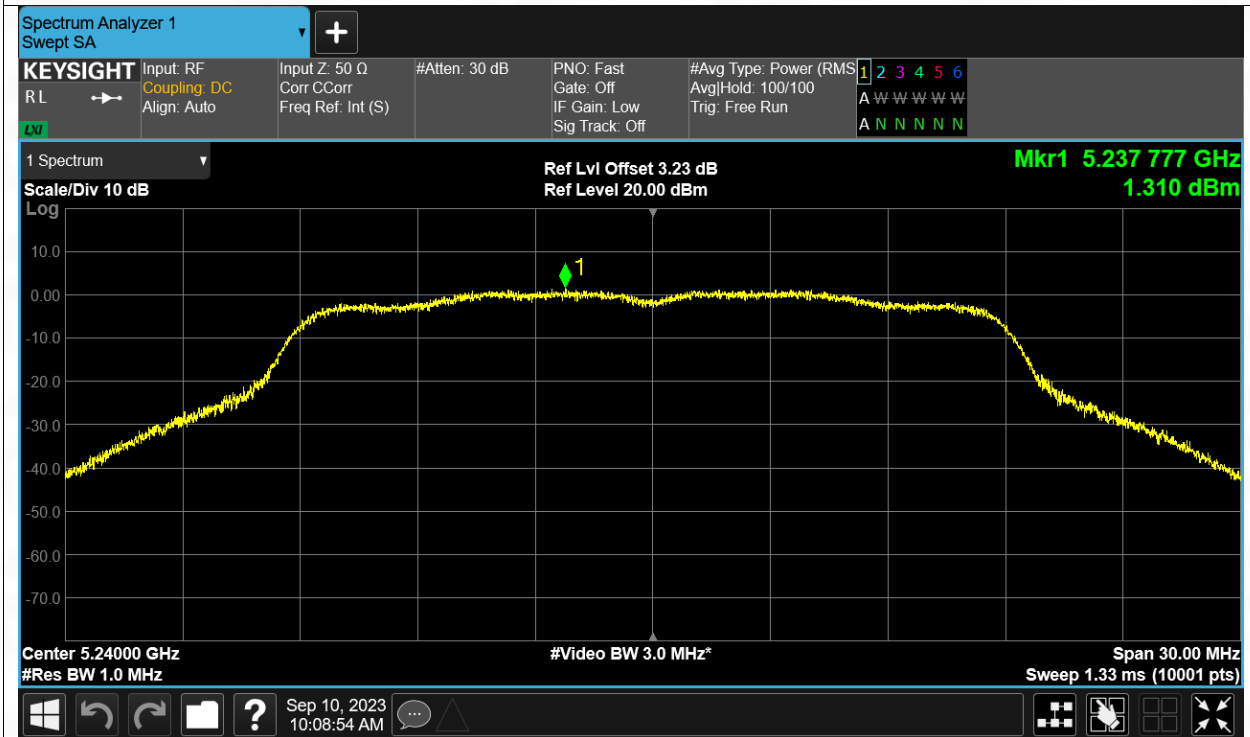 Spectrum Analyzer 1
Swept SA
KEYSIGHT
R L
LXI
Input: RF
Coupling: DC
Align: Auto
Input Z: 50 Ω
Corr CCorr
Freq Ref: Int (S)
#Atten: 30 dB
PNO: Fast
Gate: Off
IF Gain: Low
Sig Track: Off
#Avg Type: Power (RMS
Avg|Hold: 100/100
Trig: Free Run
1 2 3 4 5 6
A W W W W W
A N N N N N
1 Spectrum
Scale/Div 10 dB
Log
Ref Lvl Offset 3.23 dB
Ref Level 20.00 dBm
Mkr1 5.237 777 GHz
1.310 dBm
1
10.0
0.00
-10.0
-20.0
-30.0
-40.0
-50.0
-60.0
-70.0
Center 5.24000 GHz
#Res BW 1.0 MHz
#Video BW 3.0 MHz*
Span 30.00 MHz
Sweep 1.33 ms (10001 pts)
?
Sep 10, 2023
10:08:54 AM